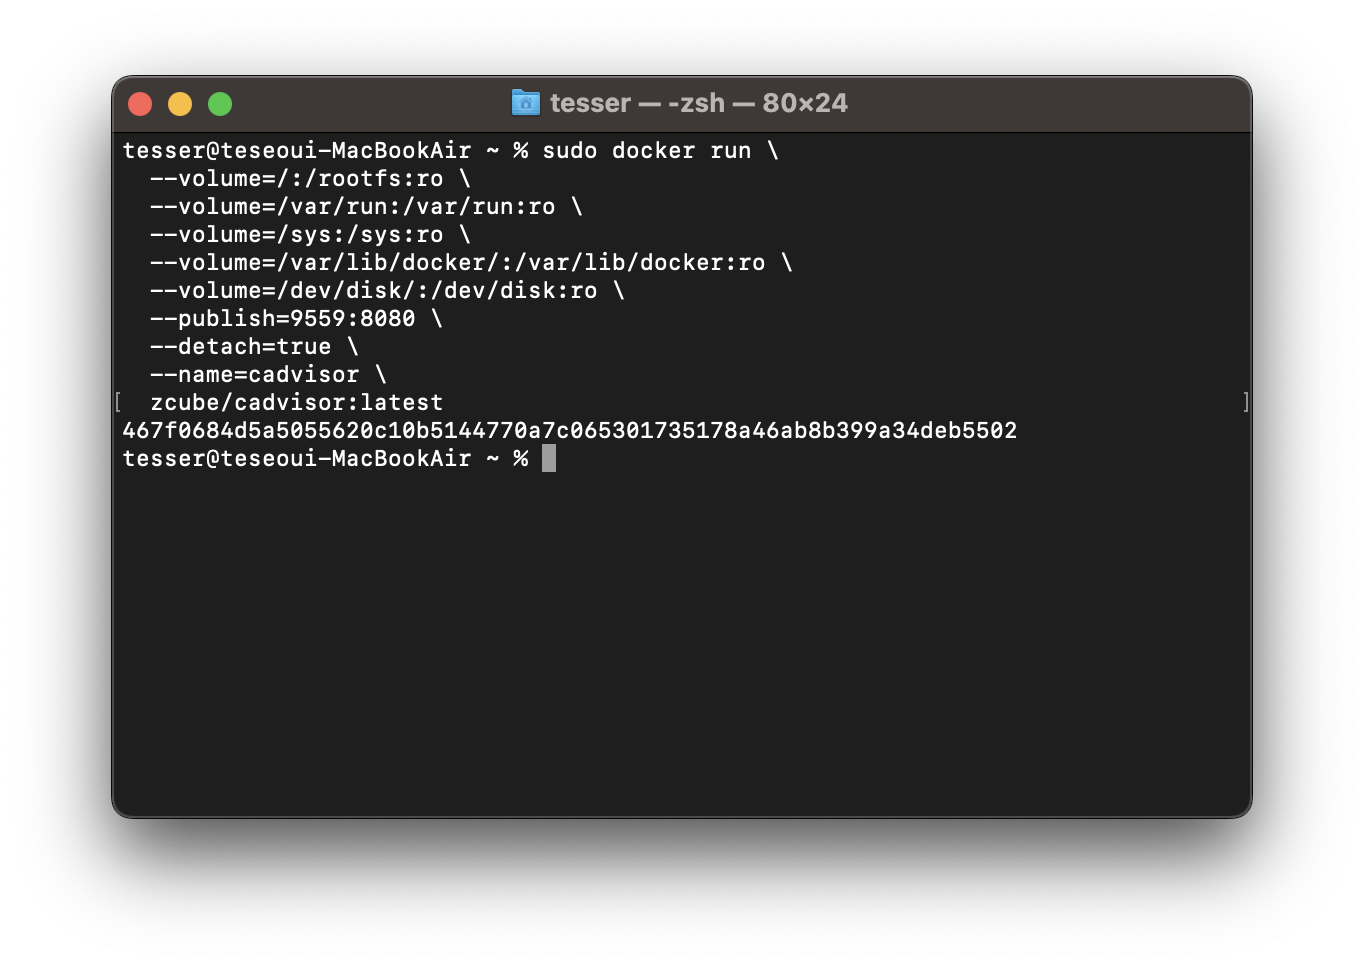 tesser — -zsh — 80×24
tesser@teseoui-MacBookAir ~ % sudo docker run \
  --volume=/:/rootfs:ro \
  --volume=/var/run:/var/run:ro \
  --volume=/sys:/sys:ro \
  --volume=/var/lib/docker/:/var/lib/docker:ro \
  --volume=/dev/disk/:/dev/disk:ro \
  --publish=9559:8080 \
  --detach=true \
  --name=cadvisor \
[ zcube/cadvisor:latest ]
467f0684d5a5055620c10b5144770a7c065301735178a46ab8b399a34deb5502
tesser@teseoui-MacBookAir ~ %